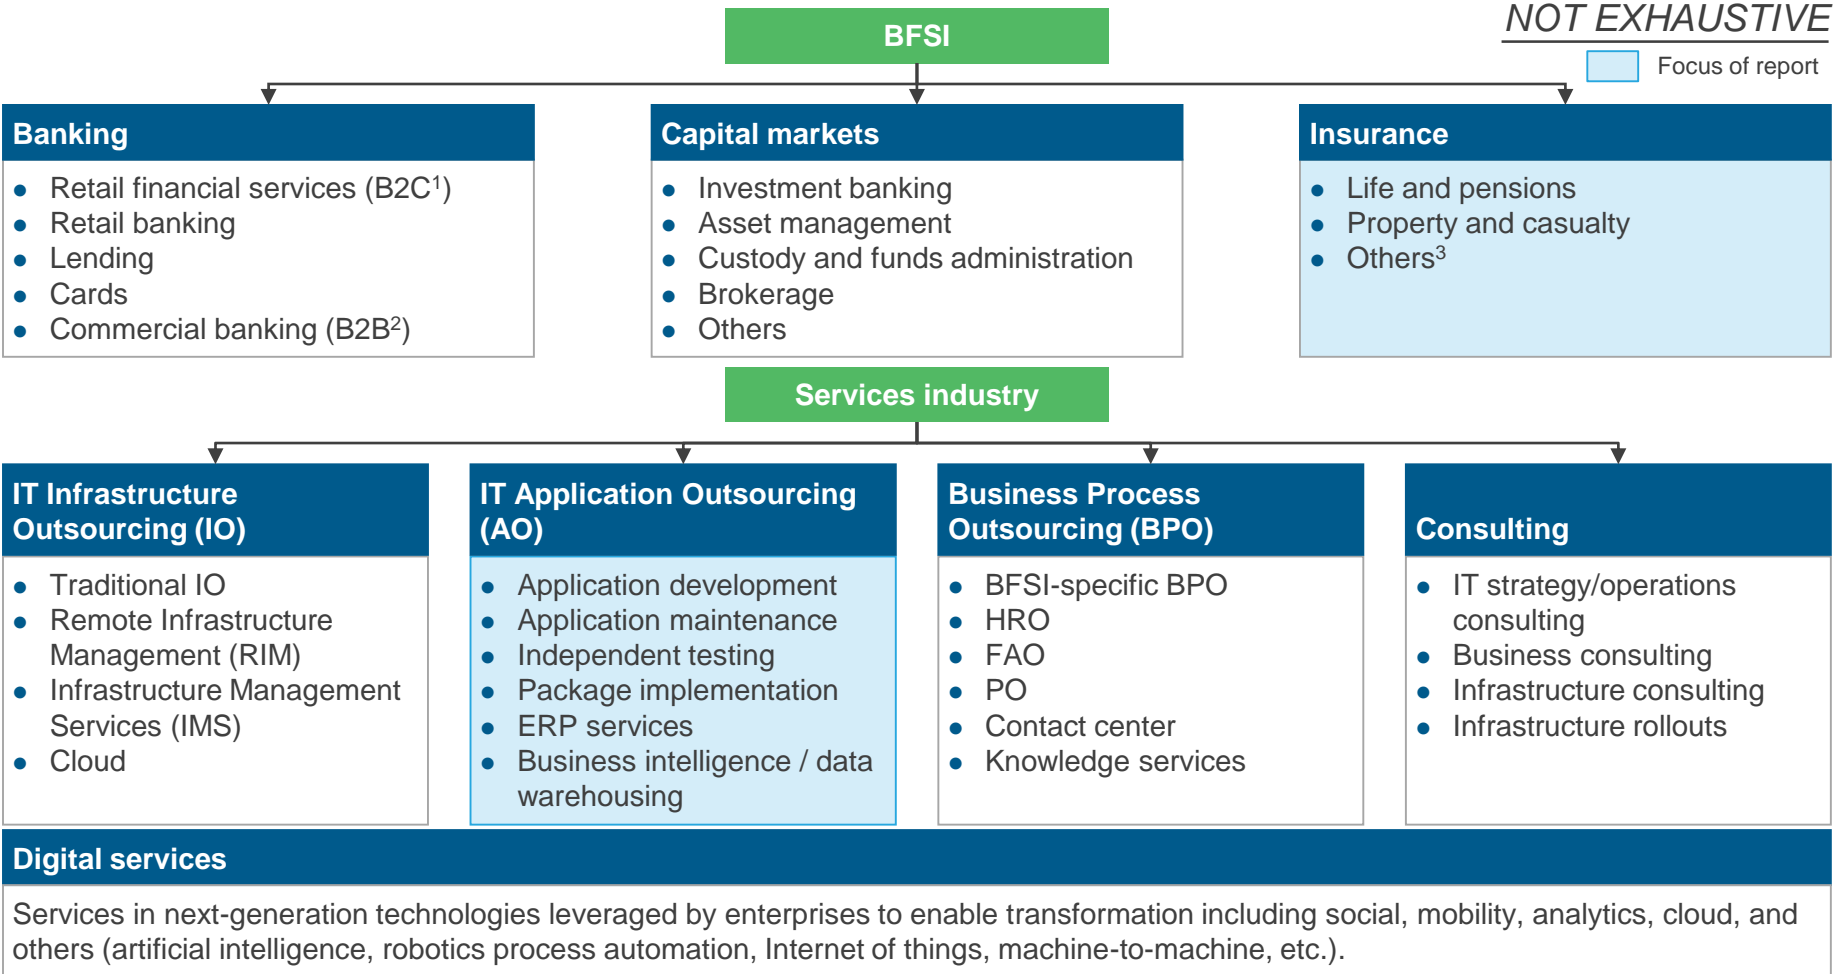 BFSI
NOT EXHAUSTIVE
Focus of report
Banking
● Retail financial services (B2C¹)
● Retail banking
● Lending
● Cards
● Commercial banking (B2B²)
Capital markets
● Investment banking
● Asset management
● Custody and funds administration
● Brokerage
● Others
Insurance
● Life and pensions
● Property and casualty
● Others³
Services industry
IT Infrastructure
Outsourcing (IO)
● Traditional IO
● Remote Infrastructure
Management (RIM)
● Infrastructure Management
Services (IMS)
● Cloud
IT Application Outsourcing
(AO)
● Application development
● Application maintenance
● Independent testing
● Package implementation
● ERP services
● Business intelligence / data
warehousing
Business Process
Outsourcing (BPO)
● BFSI-specific BPO
● HRO
● FAO
● PO
● Contact center
● Knowledge services
Consulting
● IT strategy/operations
consulting
● Business consulting
● Infrastructure consulting
● Infrastructure rollouts
Digital services
Services in next-generation technologies leveraged by enterprises to enable transformation including social, mobility, analytics, cloud, and
others (artificial intelligence, robotics process automation, Internet of things, machine-to-machine, etc.).